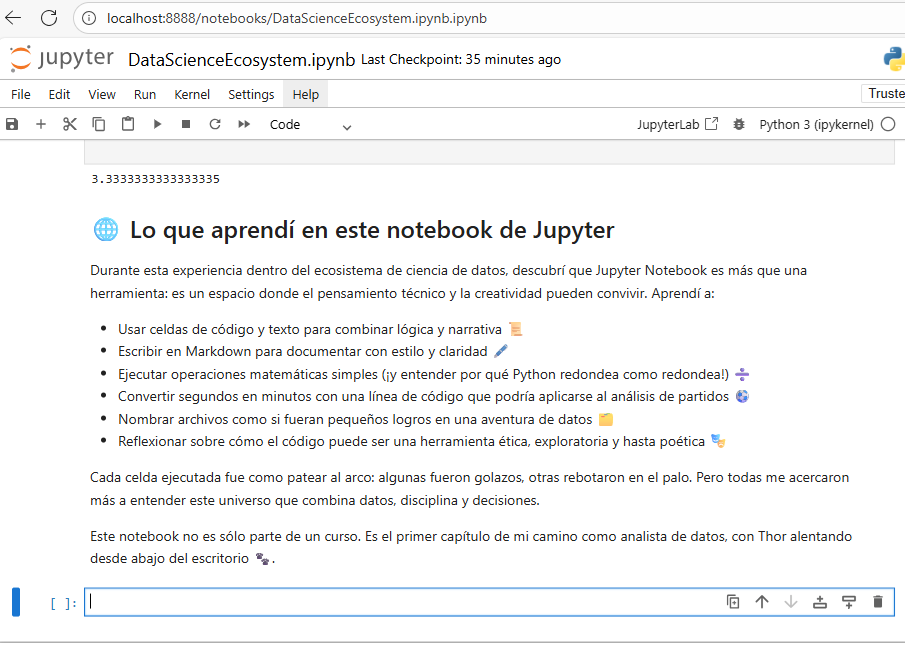 localhost:8888/notebooks/DataScienceEcosystem.ipynb.ipynb
jupyter DataScienceEcosystem.ipynb Last Checkpoint: 35 minutes ago
File Edit View Run Kernel Settings Help Truste
Code JupyterLab Python 3 (ipykernel)
3.3333333333333335
🌐 Lo que aprendí en este notebook de Jupyter
Durante esta experiencia dentro del ecosistema de ciencia de datos, descubrí que Jupyter Notebook es más que una
herramienta: es un espacio donde el pensamiento técnico y la creatividad pueden convivir. Aprendí a:
• Usar celdas de código y texto para combinar lógica y narrativa 📜
• Escribir en Markdown para documentar con estilo y claridad 🖋️
• Ejecutar operaciones matemáticas simples (¡y entender por qué Python redondea como redondea!) ➗
• Convertir segundos en minutos con una línea de código que podría aplicarse al análisis de partidos ⚽
• Nombrar archivos como si fueran pequeños logros en una aventura de datos 🗂️
• Reflexionar sobre cómo el código puede ser una herramienta ética, exploratoria y hasta poética 🎭
Cada celda ejecutada fue como patear al arco: algunas fueron golazos, otras rebotaron en el palo. Pero todas me acercaron
más a entender este universo que combina datos, disciplina y decisiones.
Este notebook no es sólo parte de un curso. Es el primer capítulo de mi camino como analista de datos, con Thor alentando
desde abajo del escritorio 🐾.
[ ]: